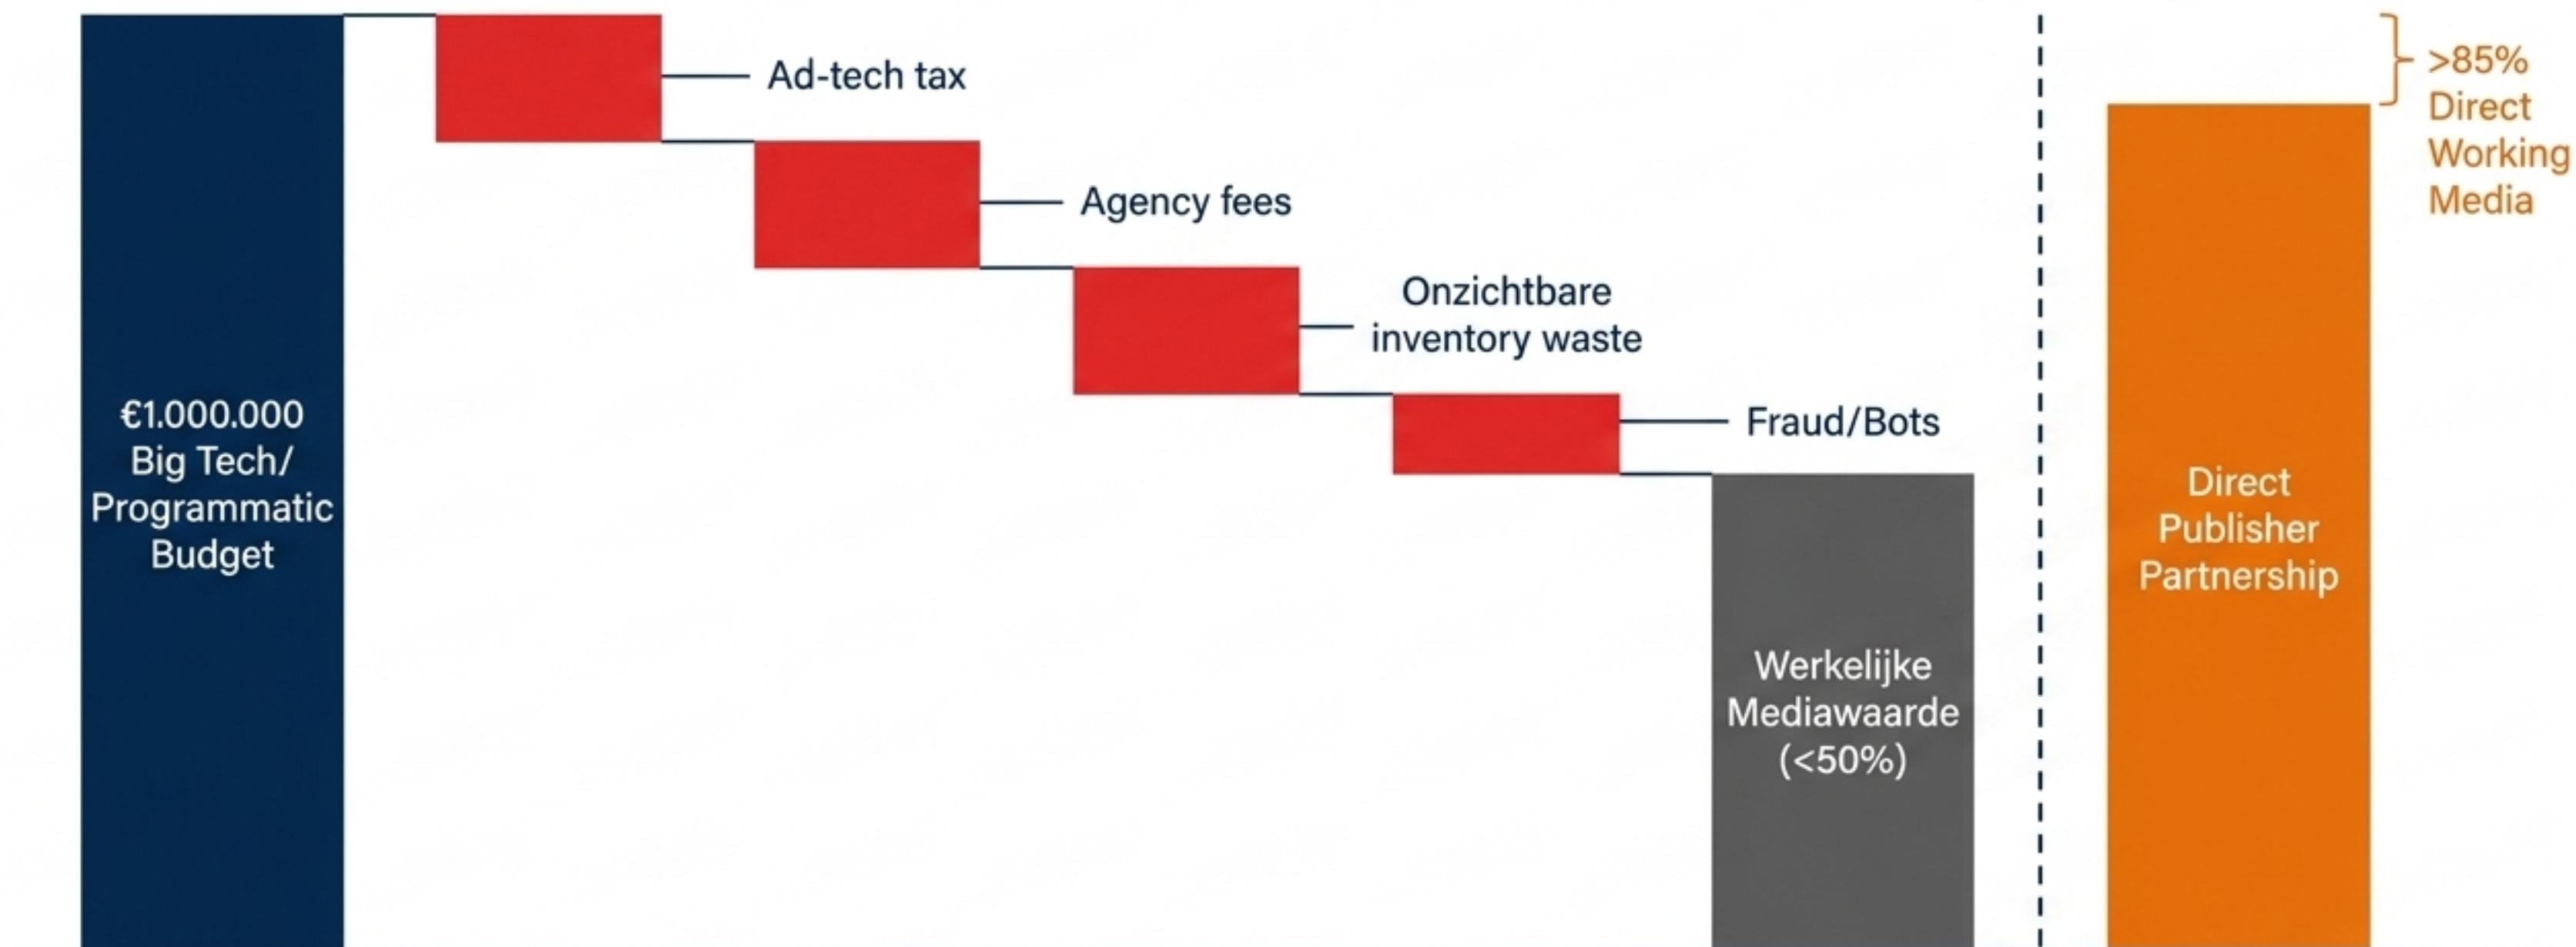 €1.000.000
Big Tech/
Programmatic
Budget
Ad-tech tax
Agency fees
Onzichtbare
inventory waste
Fraud/Bots
Werkelijke
Mediawaarde
(<50%)
Direct
Publisher
Partnership
>85%
Direct
Working
Media